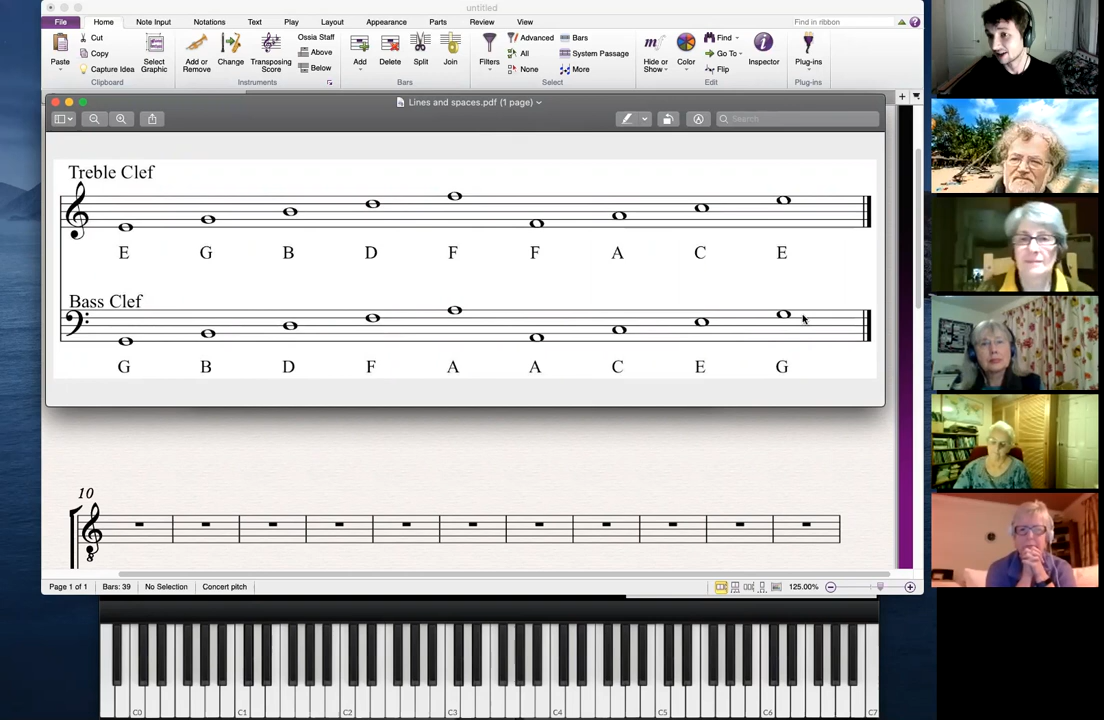 untitled
File Home Note Input Notations Text Play Layout Appearance Parts Review View Find in ribbon
Paste Cut Copy Capture Idea Select Graphic Add or Remove Change Transposing Score Ossia Staff Above Below Add Delete Split Join Filters Advanced All None Bars System Passage More Hide or Show Color Find Go To Flip Inspector Plug-ins
Clipboard Instruments Bars Select Edit Plug-ins
Lines and spaces.pdf (1 page)
Search
Treble Clef
E G B D F F A C E
Bass Clef
G B D F A A C E G
10
8
Page 1 of 1 Bars: 39 No Selection Concert pitch 125.00%
C0 C1 C2 C3 C4 C5 C6 C7